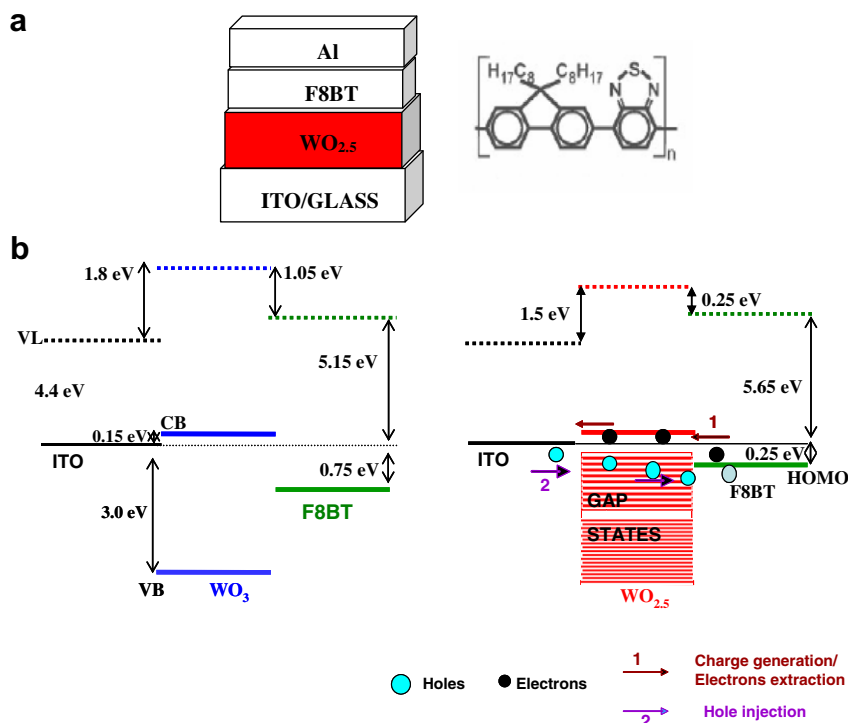 a
Al
F8BT
WO2.5
ITO/GLASS
H17C8 C8H17
S
N N
n
b
1.8 eV
1.05 eV
VL
5.15 eV
4.4 eV
CB
0.15 eV
ITO
0.75 eV
F8BT
3.0 eV
VB
WO3
1.5 eV
0.25 eV
5.65 eV
1
ITO
0.25 eV
HOMO
2
F8BT
GAP
STATES
WO2.5
Holes
Electrons
1
Charge generation/
Electrons extraction
2
Hole injection